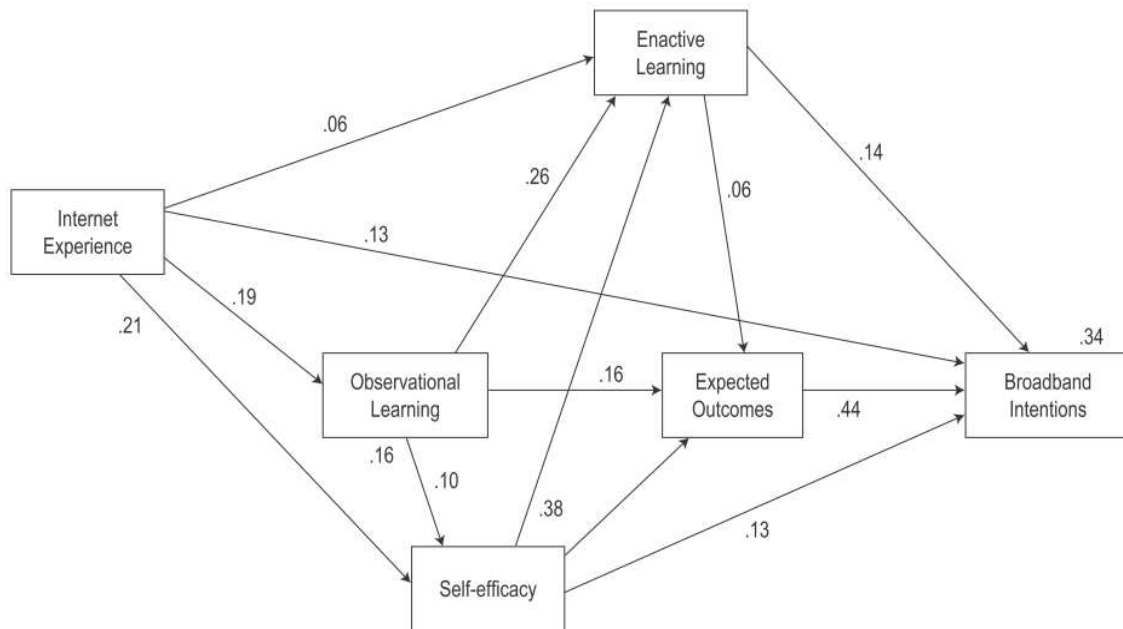 Enactive
Learning
.06
.26
.14
.06
Internet
Experience
.13
.19
.21
.34
Observational
Learning
.16
Expected
Outcomes
.44
Broadband
Intentions
.16
.10
.38
.13
Self-efficacy